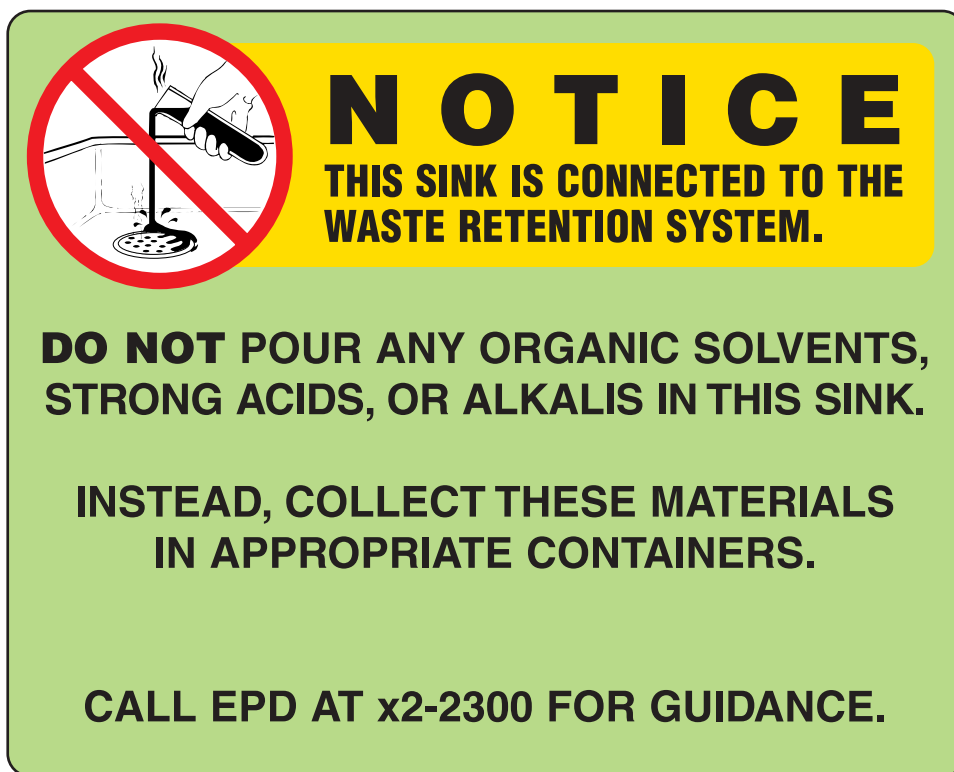 NOTICE
THIS SINK IS CONNECTED TO THE
WASTE RETENTION SYSTEM.
DO NOT POUR ANY ORGANIC SOLVENTS,
STRONG ACIDS, OR ALKALIS IN THIS SINK.
INSTEAD, COLLECT THESE MATERIALS
IN APPROPRIATE CONTAINERS.
CALL EPD AT x2-2300 FOR GUIDANCE.